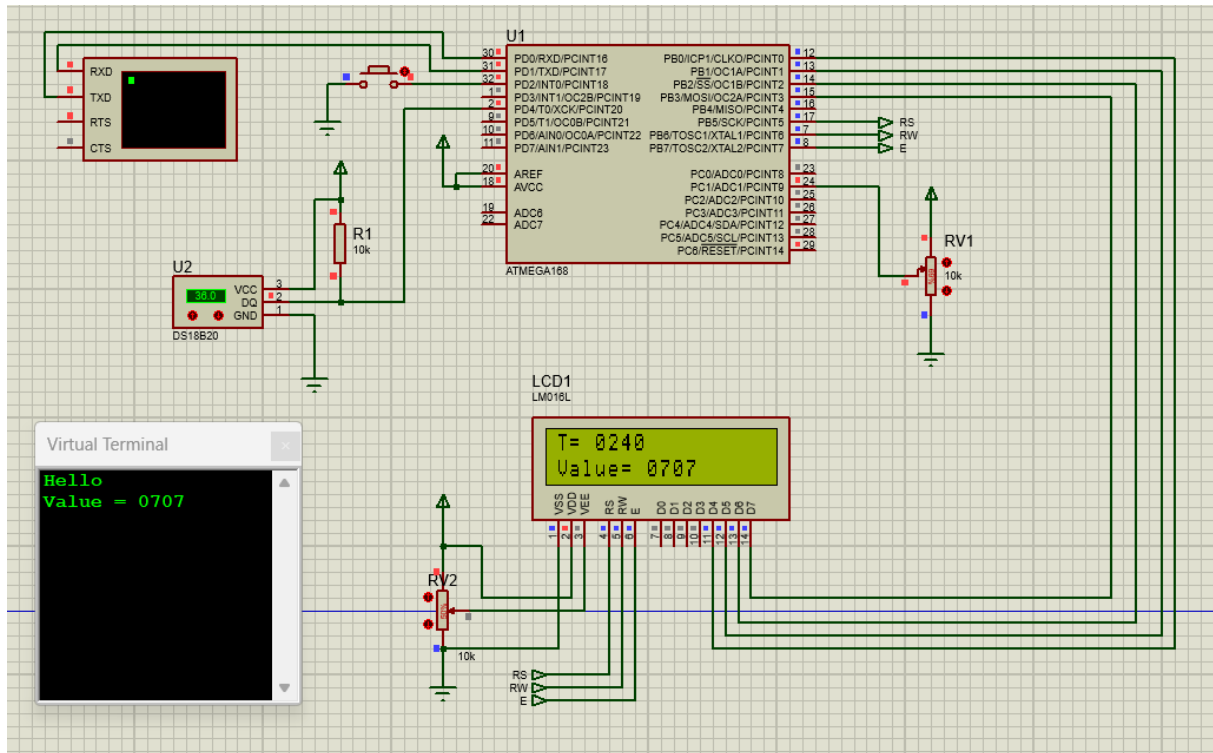 U1
RXD
TXD
RTS
CTS
30 PD0/RXD/PCINT16
31 PD1/TXD/PCINT17
32 PD2/INT0/PCINT18
1 PD3/INT1/OC2B/PCINT19
2 PD4/T0/XCK/PCINT20
9 PD5/T1/OC0B/PCINT21
10 PD6/AIN0/OC0A/PCINT22
11 PD7/AIN1/PCINT23
20 AREF
18 AVCC
19 ADC6
22 ADC7
PB0/ICP1/CLKO/PCINT0 12
PB1/OC1A/PCINT1 13
PB2/SS/OC1B/PCINT2 14
PB3/MOSI/OC2A/PCINT3 15
PB4/MISO/PCINT4 16
PB5/SCK/PCINT5 17 RS
PB6/TOSC1/XTAL1/PCINT6 7 RW
PB7/TOSC2/XTAL2/PCINT7 8 E
PC0/ADC0/PCINT8 23
PC1/ADC1/PCINT9 24
PC2/ADC2/PCINT10 25
PC3/ADC3/PCINT11 26
PC4/ADC4/SDA/PCINT12 27
PC5/ADC5/SCL/PCINT13 28
PC6/RESET/PCINT14 29
ATMEGA168
R1
10k
RV1
10k
U2
36.0
VCC 3
DQ 2
GND 1
DS18B20
LCD1
LM016L
T= 0240
Value= 0707
VSS VDD VEE RS RW E D0 D1 D2 D3 D4 D5 D6 D7
1 2 3 4 5 6 7 8 9 10 11 12 13 14
Virtual Terminal
Hello
Value = 0707
RV2
10k
RS
RW
E